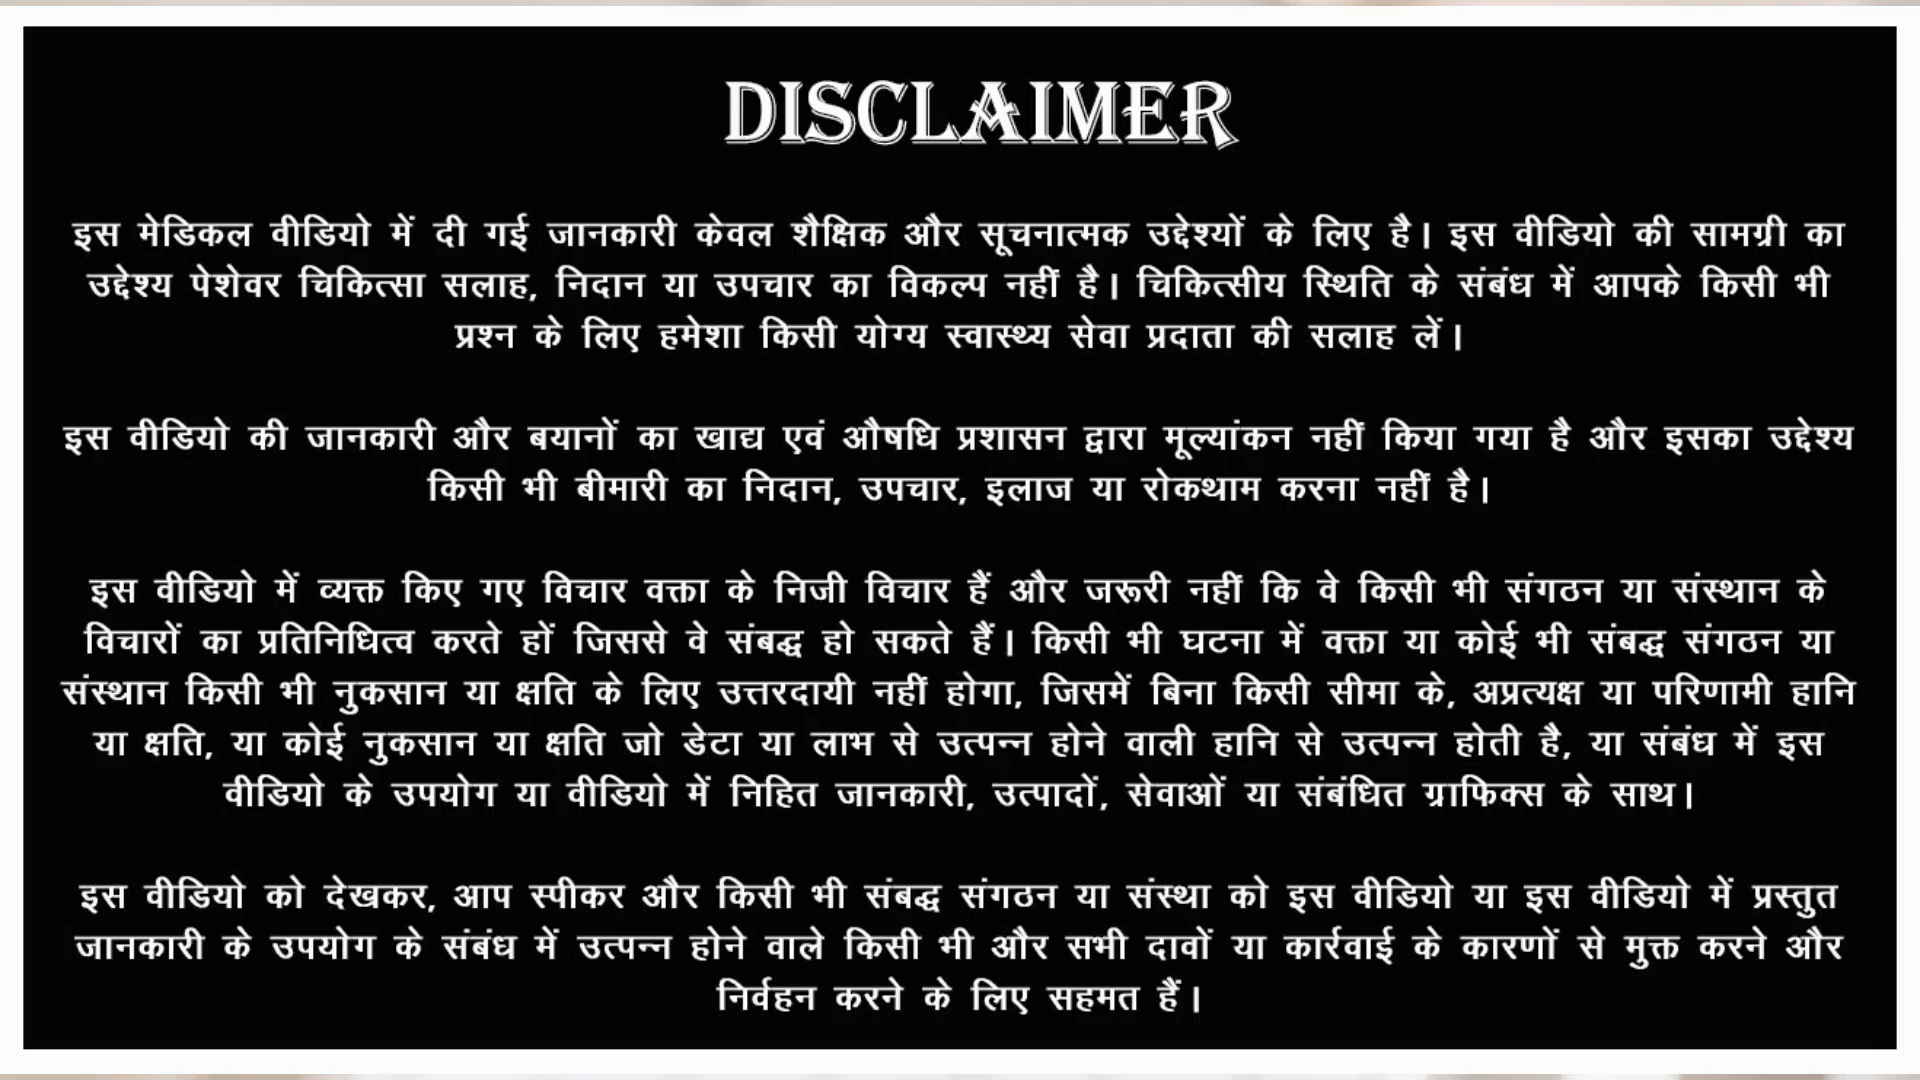 DISCLAIMER
इस मेडिकल वीडियो में दी गई जानकारी केवल शैक्षिक और सूचनात्मक उद्देश्यों के लिए है। इस वीडियो की सामग्री का
उद्देश्य पेशेवर चिकित्सा सलाह, निदान या उपचार का विकल्प नहीं है। चिकित्सीय स्थिति के संबंध में आपके किसी भी
प्रश्न के लिए हमेशा किसी योग्य स्वास्थ्य सेवा प्रदाता की सलाह लें।
इस वीडियो की जानकारी और बयानों का खाद्य एवं औषधि प्रशासन द्वारा मूल्यांकन नहीं किया गया है और इसका उद्देश्य
किसी भी बीमारी का निदान, उपचार, इलाज या रोकथाम करना नहीं है।
इस वीडियो में व्यक्त किए गए विचार वक्ता के निजी विचार हैं और जरूरी नहीं कि वे किसी भी संगठन या संस्थान के
विचारों का प्रतिनिधित्व करते हों जिससे वे संबद्ध हो सकते हैं। किसी भी घटना में वक्ता या कोई भी संबद्ध संगठन या
संस्थान किसी भी नुकसान या क्षति के लिए उत्तरदायी नहीं होगा, जिसमें बिना किसी सीमा के, अप्रत्यक्ष या परिणामी हानि
या क्षति, या कोई नुकसान या क्षति जो डेटा या लाभ से उत्पन्न होने वाली हानि से उत्पन्न होती है, या संबंध में इस
वीडियो के उपयोग या वीडियो में निहित जानकारी, उत्पादों, सेवाओं या संबंधित ग्राफिक्स के साथ।
इस वीडियो को देखकर, आप स्पीकर और किसी भी संबद्ध संगठन या संस्था को इस वीडियो या इस वीडियो में प्रस्तुत
जानकारी के उपयोग के संबंध में उत्पन्न होने वाले किसी भी और सभी दावों या कार्रवाई के कारणों से मुक्त करने और
निर्वहन करने के लिए सहमत हैं।